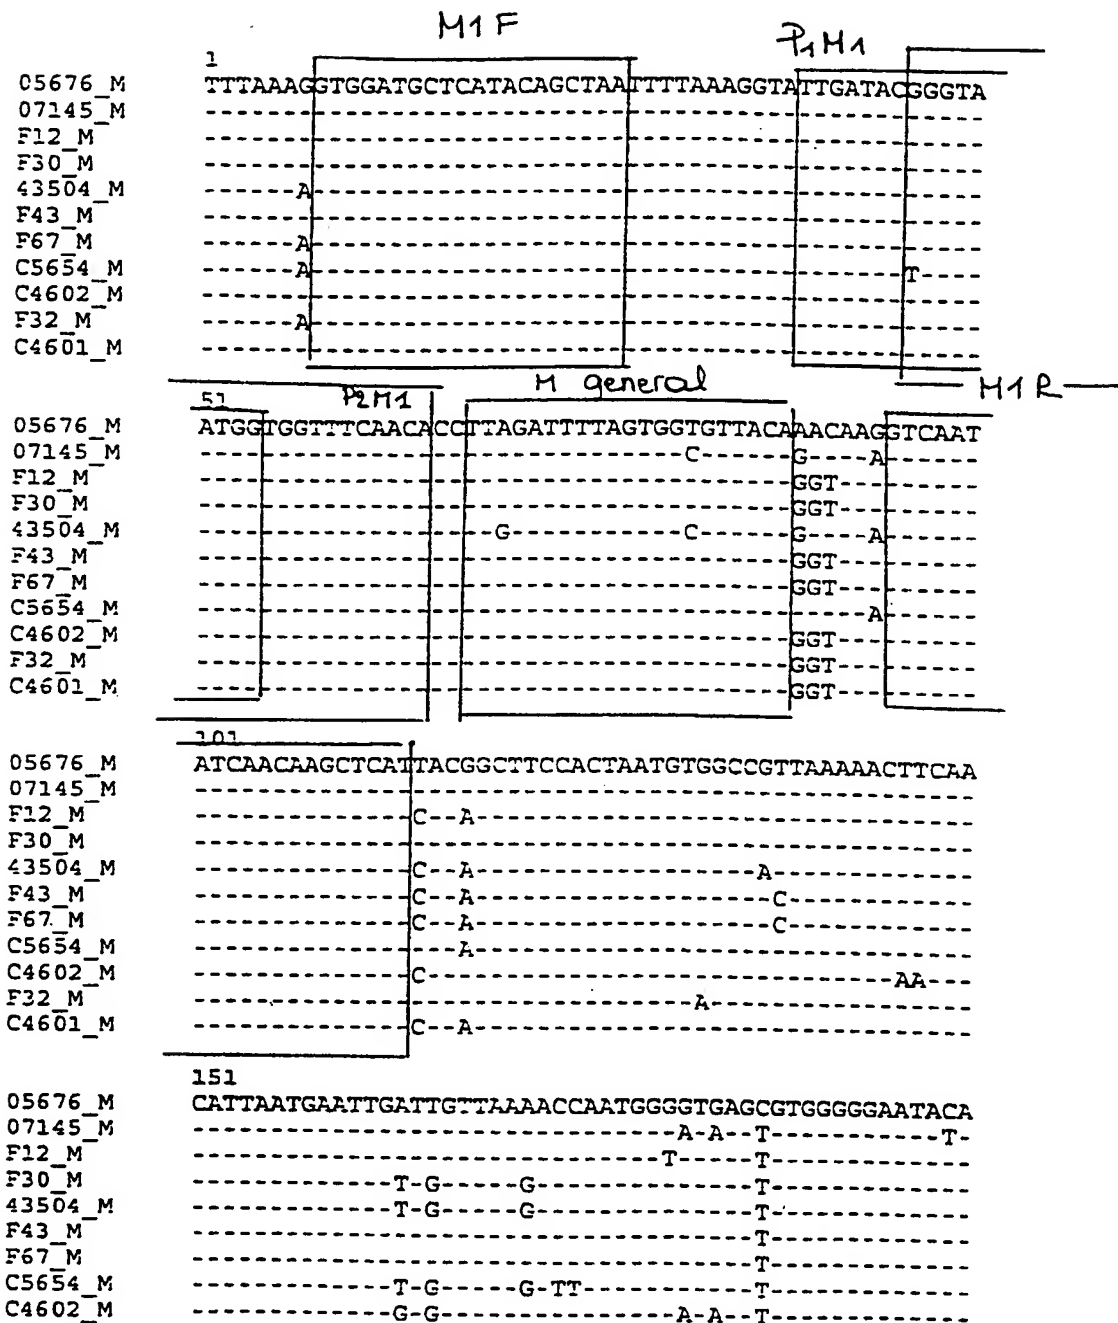 M1F
P1M1
1
05676_M TTTAAAGGTGGATGCTCATACAGCTAATTTTAAAGGTATTGATACGGGTA
07145_M --------------------------------------------------
F12_M --------------------------------------------------
F30_M --------------------------------------------------
43504_M ------A-------------------------------------------
F43_M --------------------------------------------------
F67_M ------A-------------------------------------------
C5654_M ------A--------------------------------------T----
C4602_M --------------------------------------------------
F32_M ------A-------------------------------------------
C4601_M --------------------------------------------------
P2M1
M general
M1R
51
05676_M ATGGTGGTTTCAACACCTTAGATTTTAGTGGTGTTACAAACAAGGTCAAT
07145_M -------------------------------C------G----A------
F12_M --------------------------------------GGT---------
F30_M --------------------------------------GGT---------
43504_M -------------------G-----------C------G----A------
F43_M --------------------------------------GGT---------
F67_M --------------------------------------GGT---------
C5654_M -------------------------------------------A------
C4602_M --------------------------------------GGT---------
F32_M --------------------------------------GGT---------
C4601_M --------------------------------------GGT---------
101
05676_M ATCAACAAGCTCATTACGGCTTCCACTAATGTGGCCGTTAAAAACTTCAA
07145_M --------------------------------------------------
F12_M --------------C--A--------------------------------
F30_M --------------------------------------------------
43504_M --------------C--A------------------A-------------
F43_M --------------C--A-------------------C------------
F67_M --------------C--A-------------------C------------
C5654_M -----------------A--------------------------------
C4602_M --------------C------------------------------AA---
F32_M --------------------------------A-----------------
C4601_M --------------C--A--------------------------------
151
05676_M CATTAATGAATTGATTGTTAAAACCAATGGGGTGAGCGTGGGGGAATACA
07145_M -------------------------------A-A--T-----------T-
F12_M ------------------------------T-----T-------------
F30_M -------------T-G-----G--------------T-------------
43504_M -------------T-G-----G--------------T-------------
F43_M ------------------------------------T-------------
F67_M ------------------------------------T-------------
C5654_M -------------T-G-----G-TT-----------T-------------
C4602_M -------------G-G---------------A-A--T-------------